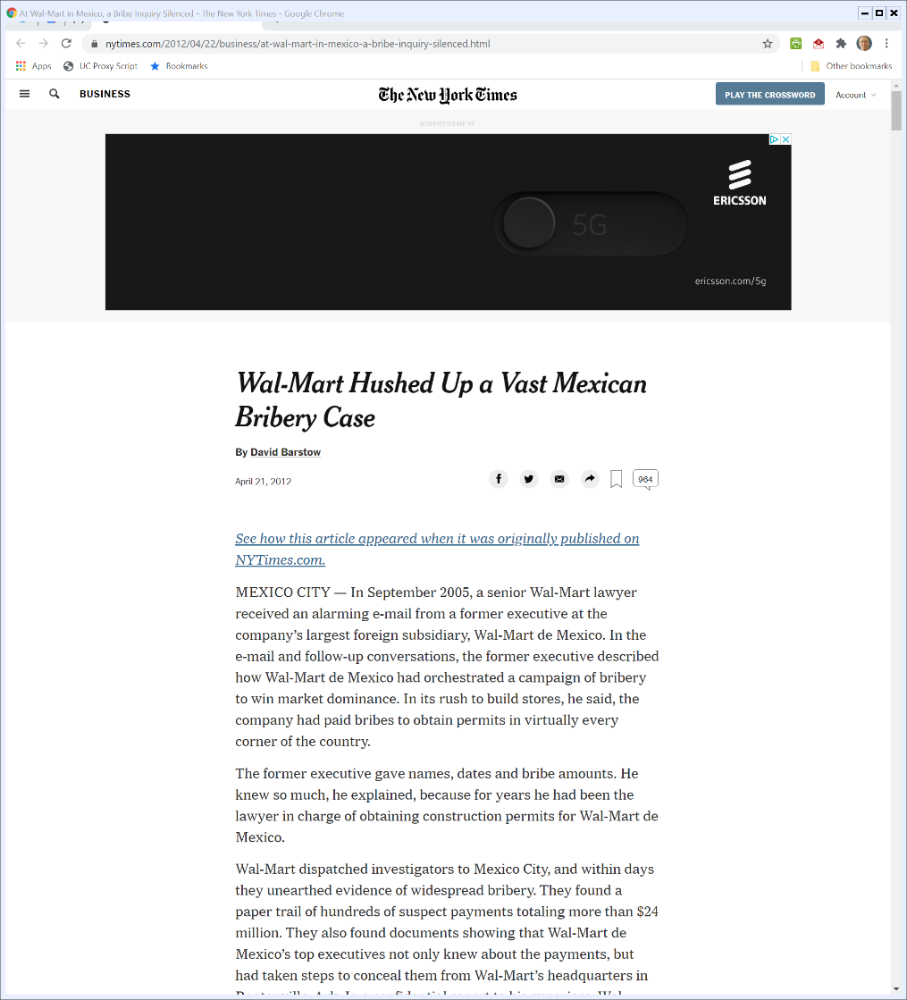 At Wal-Mart in Mexico, a Bribe Inquiry Silenced - The New York Times - Google Chrome
nytimes.com/2012/04/22/business/at-wal-mart-in-mexico-a-bribe-inquiry-silenced.html
Apps UC Proxy Script Bookmarks Other bookmarks
BUSINESS The New York Times PLAY THE CROSSWORD Account
ADVERTISEMENT
ERICSSON
5G
ericsson.com/5g
Wal-Mart Hushed Up a Vast Mexican
Bribery Case
By David Barstow
April 21, 2012 964
See how this article appeared when it was originally published on
NYTimes.com.
MEXICO CITY — In September 2005, a senior Wal-Mart lawyer
received an alarming e-mail from a former executive at the
company’s largest foreign subsidiary, Wal-Mart de Mexico. In the
e-mail and follow-up conversations, the former executive described
how Wal-Mart de Mexico had orchestrated a campaign of bribery
to win market dominance. In its rush to build stores, he said, the
company had paid bribes to obtain permits in virtually every
corner of the country.
The former executive gave names, dates and bribe amounts. He
knew so much, he explained, because for years he had been the
lawyer in charge of obtaining construction permits for Wal-Mart de
Mexico.
Wal-Mart dispatched investigators to Mexico City, and within days
they unearthed evidence of widespread bribery. They found a
paper trail of hundreds of suspect payments totaling more than $24
million. They also found documents showing that Wal-Mart de
Mexico’s top executives not only knew about the payments, but
had taken steps to conceal them from Wal-Mart’s headquarters in